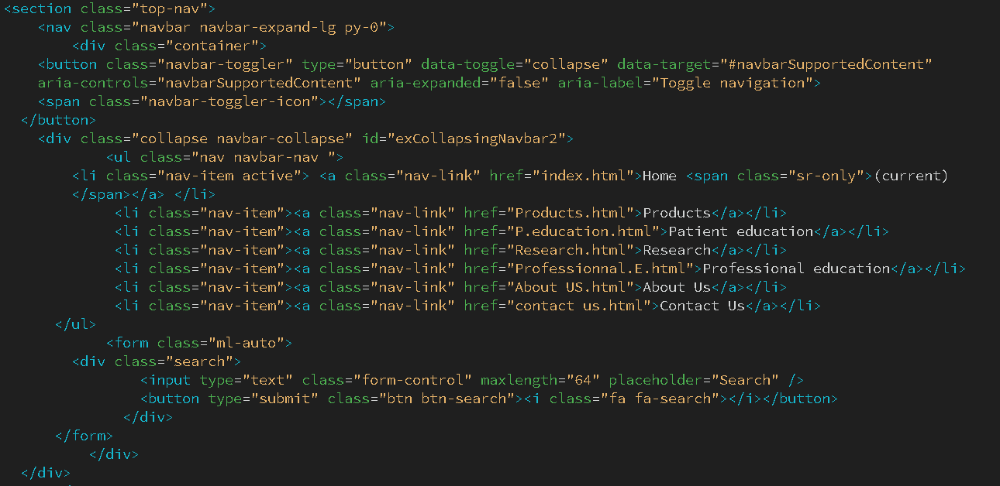 <section class="top-nav">
<nav class="navbar navbar-expand-lg py-0">
<div class="container">
<button class="navbar-toggler" type="button" data-toggle="collapse" data-target="#navbarSupportedContent"
aria-controls="navbarSupportedContent" aria-expanded="false" aria-label="Toggle navigation">
<span class="navbar-toggler-icon"></span>
</button>
<div class="collapse navbar-collapse" id="exCollapsingNavbar2">
<ul class="nav navbar-nav ">
<li class="nav-item active"> <a class="nav-link" href="index.html">Home <span class="sr-only">(current)
</span></a> </li>
<li class="nav-item"><a class="nav-link" href="Products.html">Products</a></li>
<li class="nav-item"><a class="nav-link" href="P.education.html">Patient education</a></li>
<li class="nav-item"><a class="nav-link" href="Research.html">Research</a></li>
<li class="nav-item"><a class="nav-link" href="Professionnal.E.html">Professional education</a></li>
<li class="nav-item"><a class="nav-link" href="About US.html">About Us</a></li>
<li class="nav-item"><a class="nav-link" href="contact us.html">Contact Us</a></li>
</ul>
<form class="ml-auto">
<div class="search">
<input type="text" class="form-control" maxlength="64" placeholder="Search" />
<button type="submit" class="btn btn-search"><i class="fa fa-search"></i></button>
</div>
</form>
</div>
</div>